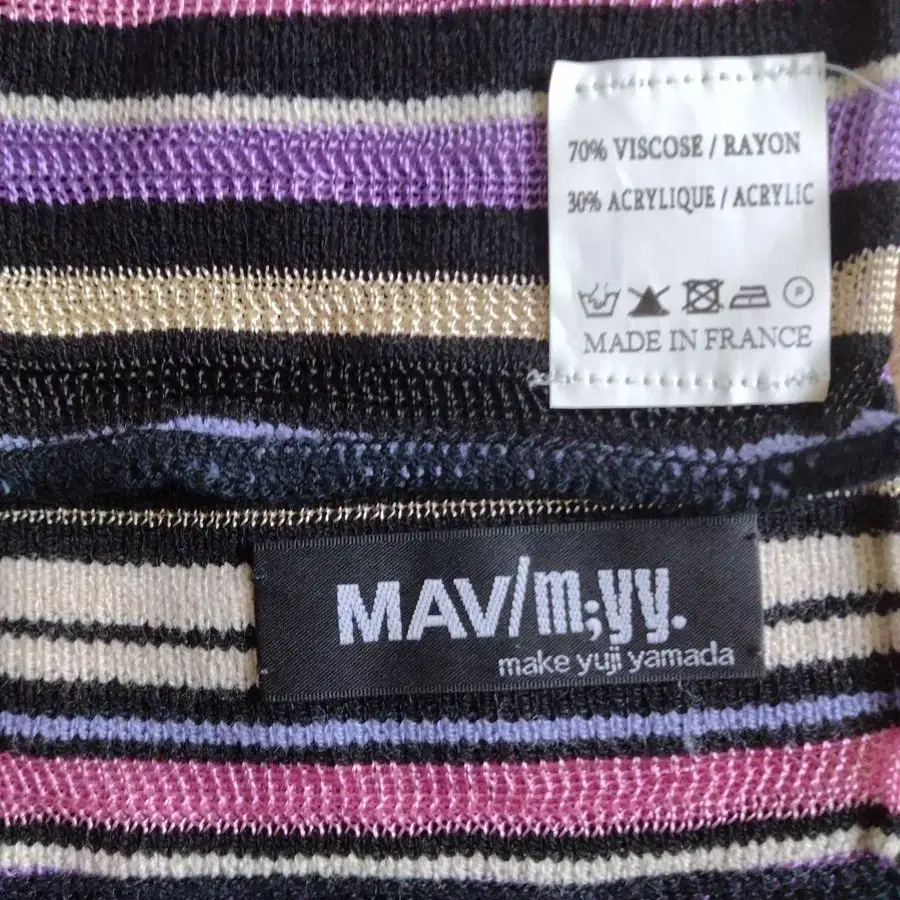 70% VISCOSE / RAYON
30% ACRYLIQUE / ACRYLIC
P
MADE IN FRANCE
MAV/m;yy.
make yuji yamada